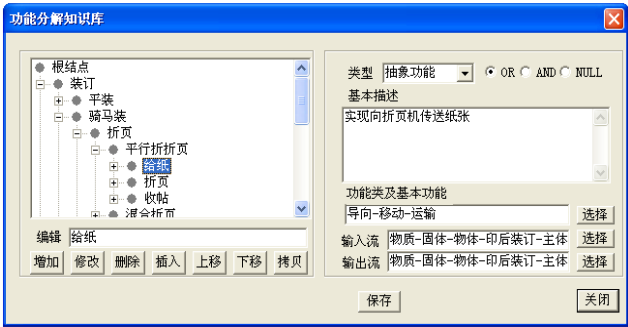 功能分解知识库
根结点
装订
平装
骑马装
折页
平行折折页
给纸
折页
收帖
混合折页
编辑 给纸
增加 修改 删除 插入 上移 下移 拷贝
类型 抽象功能 OR AND NULL
基本描述
实现向折页机传送纸张
功能类及基本功能
导向-移动-运输 选择
输入流 物质-固体-物体-印后装订-主体 选择
输出流 物质-固体-物体-印后装订-主体 选择
保存 关闭